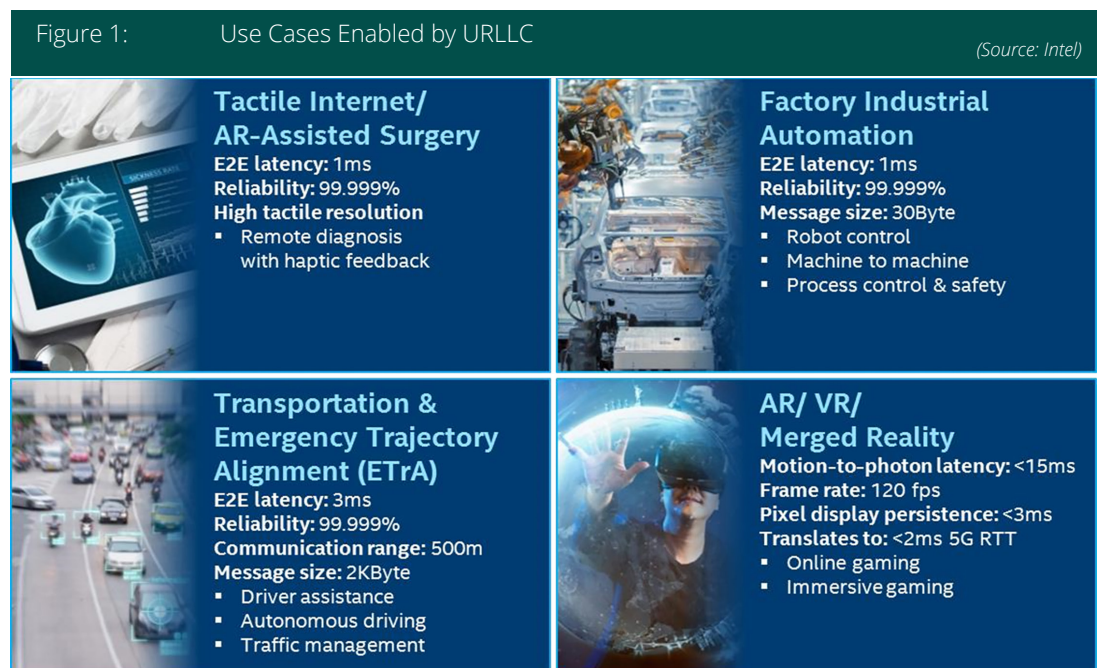 Figure 1: Use Cases Enabled by URLLC
(Source: Intel)
SICKNESS RATE
Tactile Internet/
AR-Assisted Surgery
E2E latency: 1ms
Reliability: 99.999%
High tactile resolution
▪ Remote diagnosis
with haptic feedback
Factory Industrial
Automation
E2E latency: 1ms
Reliability: 99.999%
Message size: 30Byte
▪ Robot control
▪ Machine to machine
▪ Process control & safety
Transportation &
Emergency Trajectory
Alignment (ETrA)
E2E latency: 3ms
Reliability: 99.999%
Communication range: 500m
Message size: 2KByte
▪ Driver assistance
▪ Autonomous driving
▪ Traffic management
AR/ VR/
Merged Reality
Motion-to-photon latency: <15ms
Frame rate: 120 fps
Pixel display persistence: <3ms
Translates to: <2ms 5G RTT
▪ Online gaming
▪ Immersive gaming